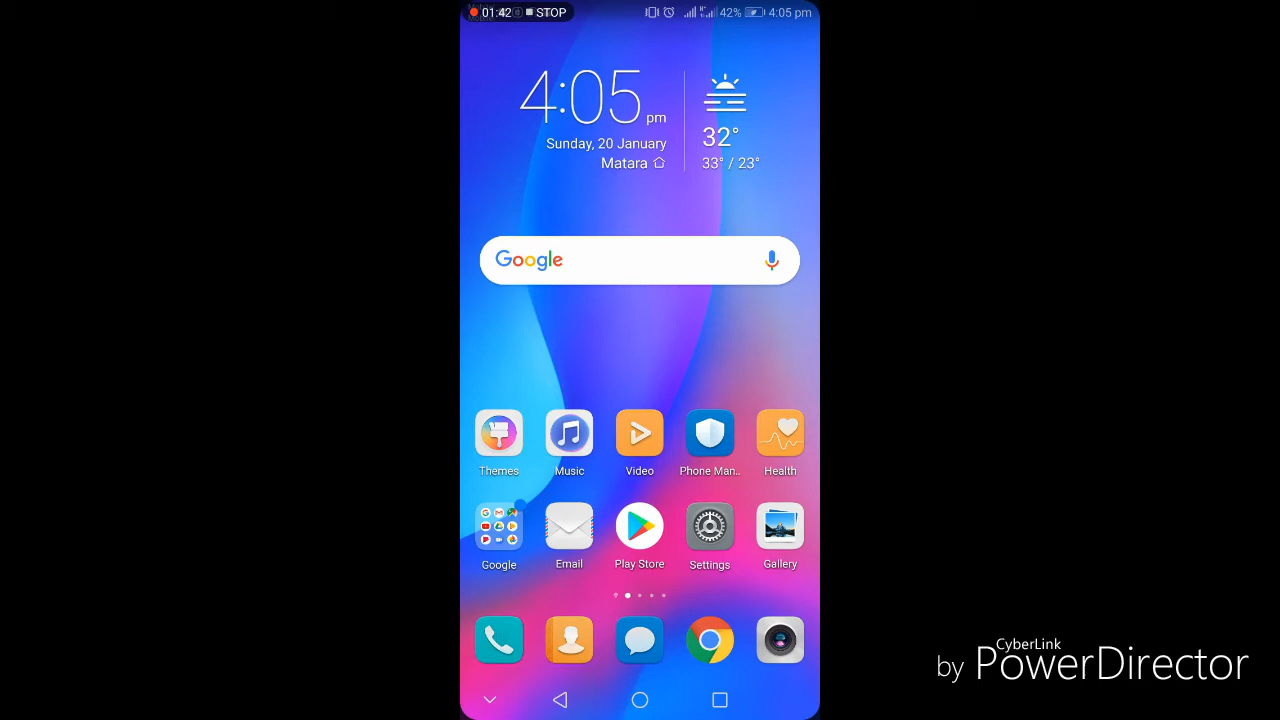 01:42 STOP 42% 4:05 pm
4:05 pm
Sunday, 20 January
Matara
32°
33° / 23°
Google
Themes Music Video Phone Man.. Health
Google Email Play Store Settings Gallery
CyberLink
by PowerDirector